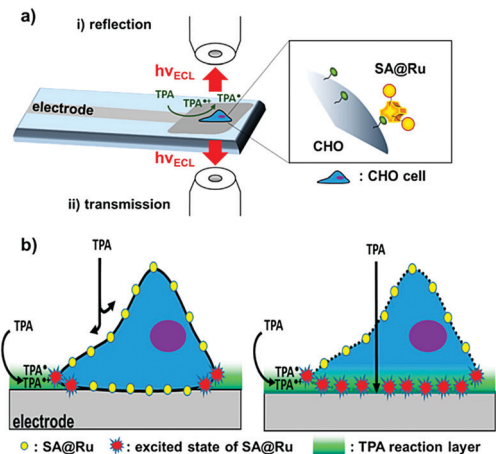 a)
i) reflection
hνECL
TPA
TPA•+
TPA•
electrode
hνECL
ii) transmission
SA@Ru
CHO
: CHO cell
b)
TPA
TPA
TPA•
TPA•+
electrode
TPA
TPA
TPA•
TPA•+
: SA@Ru : excited state of SA@Ru : TPA reaction layer